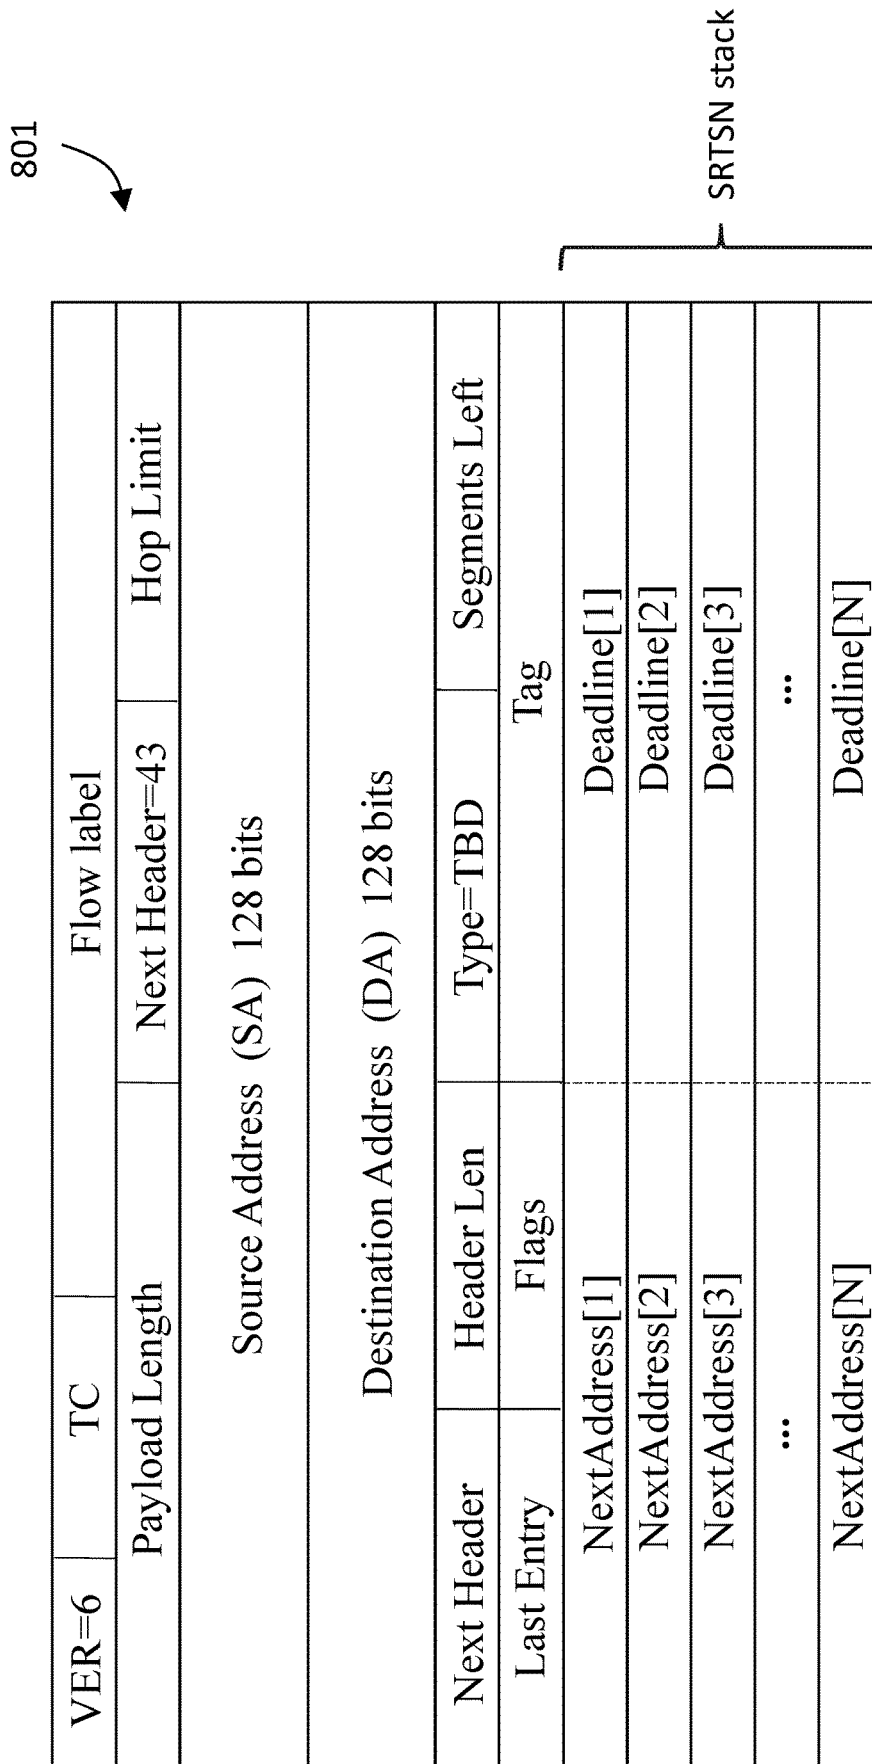 801
VER=6 TC Flow label
Payload Length Next Header=43 Hop Limit
Source Address (SA) 128 bits
Destination Address (DA) 128 bits
Next Header Header Len Type=TBD Segments Left
Last Entry Flags Tag
NextAddress[1] Deadline[1]
NextAddress[2] Deadline[2]
NextAddress[3] Deadline[3]
... ...
NextAddress[N] Deadline[N]
SRTSN stack